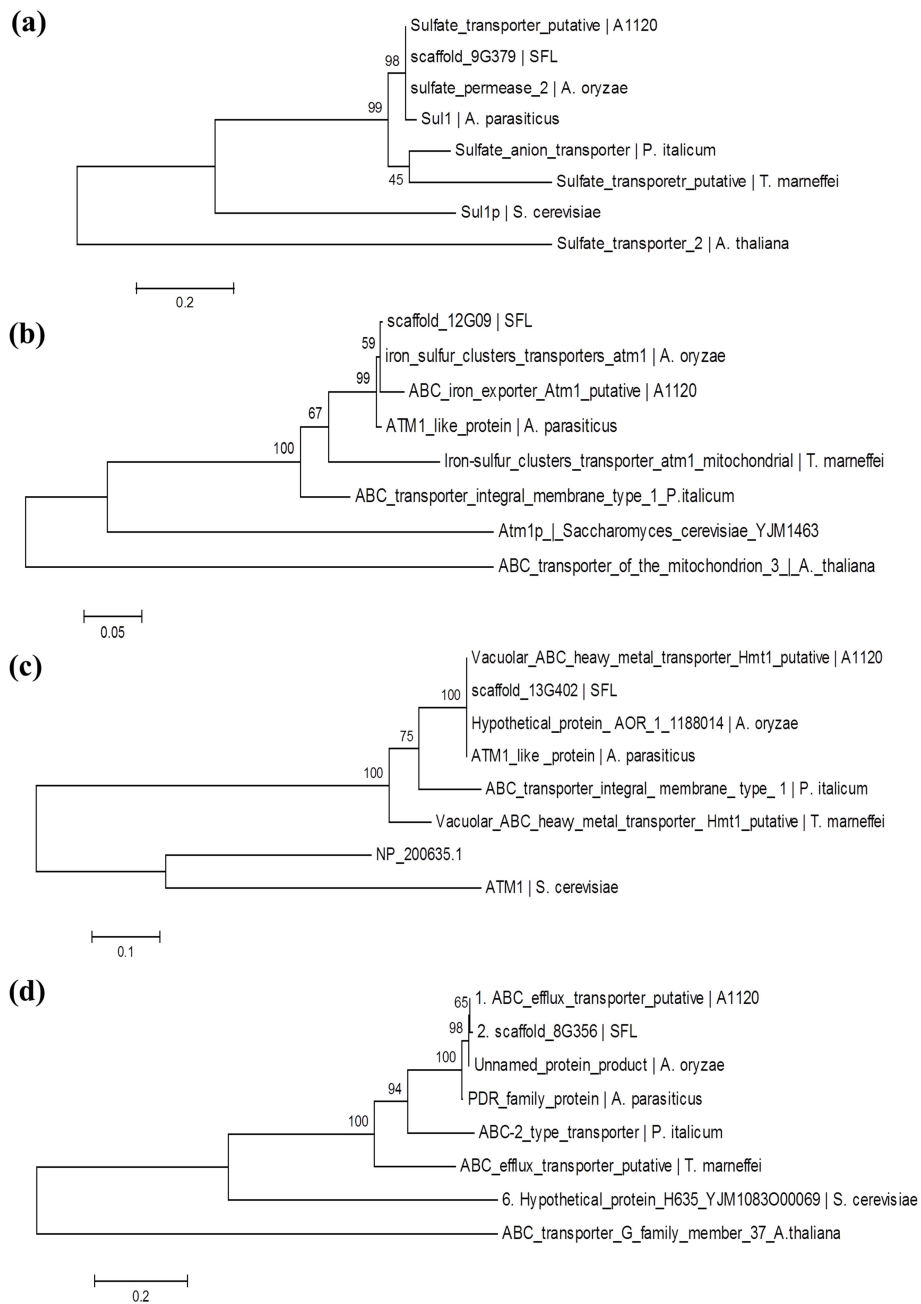 (a)
Sulfate_transporter_putative | A1120
98
scaffold_9G379 | SFL
sulfate_permease_2 | A. oryzae
99
Sul1 | A. parasiticus
Sulfate_anion_transporter | P. italicum
45
Sulfate_transporetr_putative | T. marneffei
Sul1p | S. cerevisiae
Sulfate_transporter_2 | A. thaliana
0.2
(b)
scaffold_12G09 | SFL
59
iron_sulfur_clusters_transporters_atm1 | A. oryzae
99
ABC_iron_exporter_Atm1_putative | A1120
67
ATM1_like_protein | A. parasiticus
100
Iron-sulfur_clusters_transporter_atm1_mitochondrial | T. marneffei
ABC_transporter_integral_membrane_type_1_P.italicum
Atm1p_|_Saccharomyces_cerevisiae_YJM1463
ABC_transporter_of_the_mitochondrion_3_|_A._thaliana
0.05
(c)
Vacuolar_ABC_heavy_metal_transporter_Hmt1_putative | A1120
100
scaffold_13G402 | SFL
Hypothetical_protein_ AOR_1_1188014 | A. oryzae
75
ATM1_like _protein | A. parasiticus
100
ABC_transporter_integral_ membrane_ type_ 1 | P. italicum
Vacuolar_ABC_heavy_metal_transporter_ Hmt1_putative | T. marneffei
NP_200635.1
ATM1 | S. cerevisiae
0.1
(d)
65
1. ABC_efflux_transporter_putative | A1120
98
2. scaffold_8G356 | SFL
100
Unnamed_protein_product | A. oryzae
94
PDR_family_protein | A. parasiticus
100
ABC-2_type_transporter | P. italicum
ABC_efflux_transporter_putative | T. marneffei
6. Hypothetical_protein_H635_YJM1083O00069 | S. cerevisiae
ABC_transporter_G_family_member_37_A.thaliana
0.2